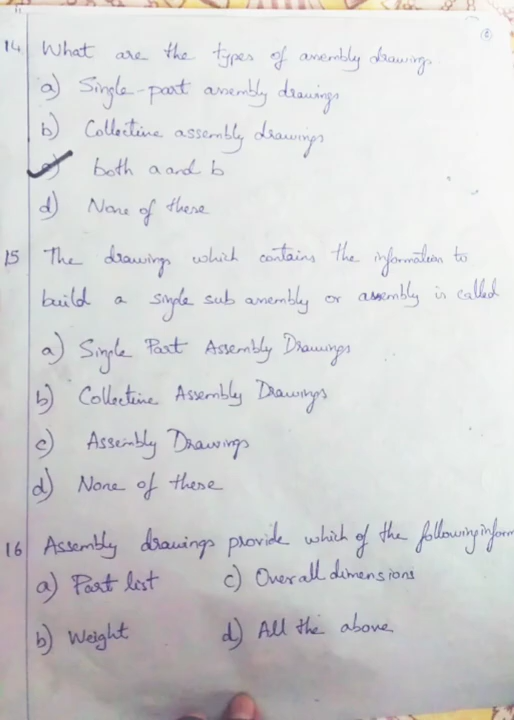 14 What are the types of assembly drawings
a) Single-part assembly drawings
b) Collective assembly drawings
c) both a and b
d) None of these
15 The drawings which contains the information to
build a single sub assembly or assembly is called
a) Single Part Assembly Drawings
b) Collective Assembly Drawings
c) Assembly Drawings
d) None of these
16 Assembly drawings provide which of the following inform
a) Part list c) Over all dimensions
b) Weight d) All the above